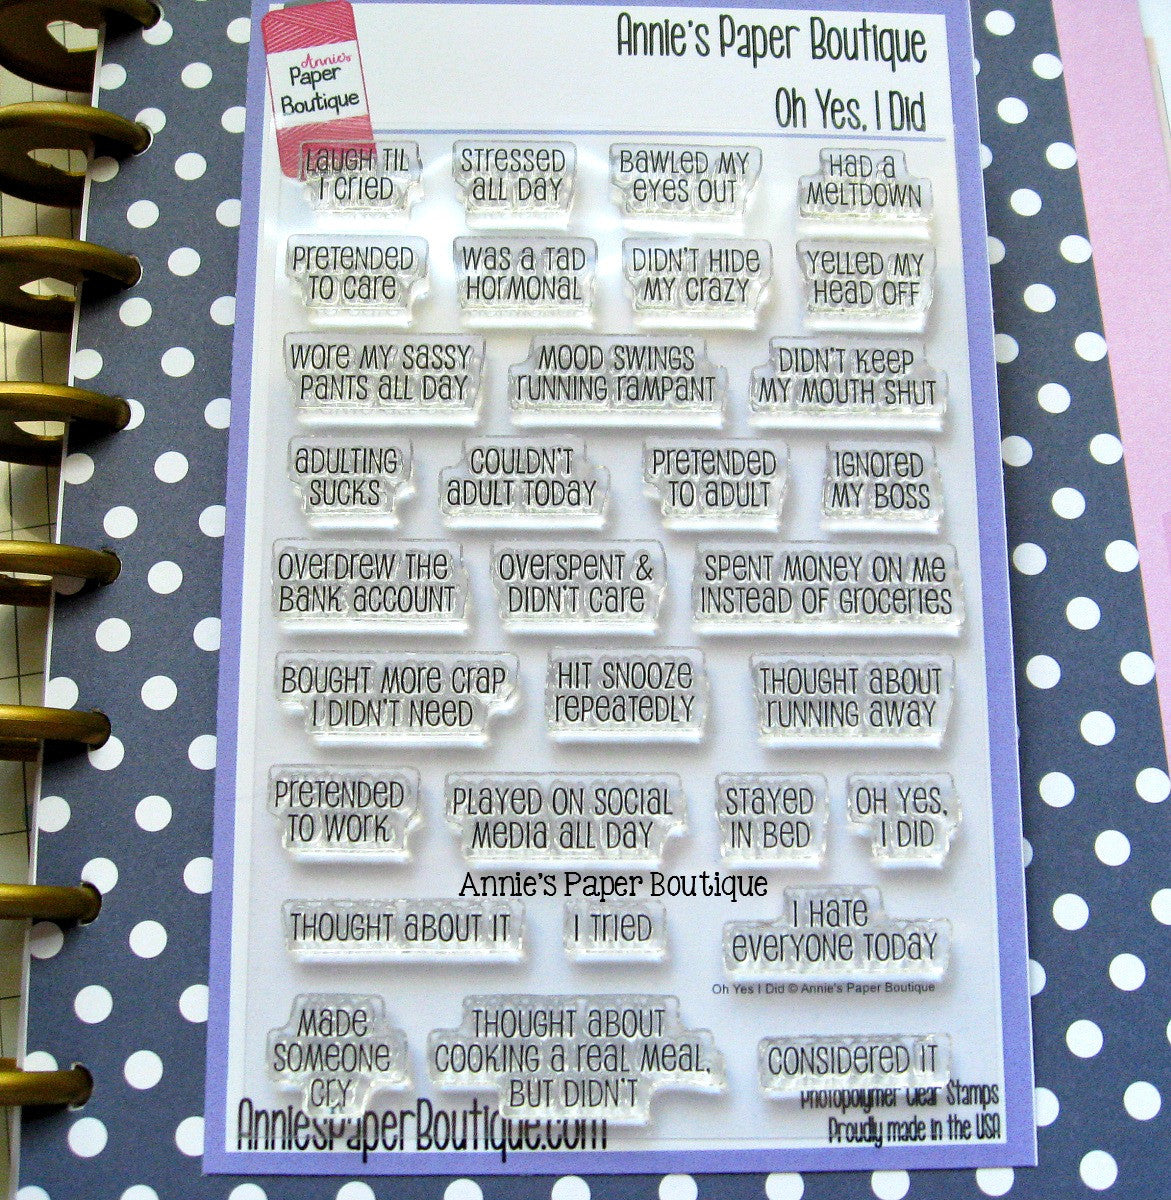 Annie's Paper Boutique
Oh Yes, I Did
Annie's
Paper
Boutique
LAUGH TIL
I CRIED
STRESSED
ALL DAY
BAWLED MY
EYES OUT
HAD A
MELTDOWN
PRETENDED
TO CARE
WAS A TAD
HORMONAL
DIDN'T HIDE
MY CRAZY
YELLED MY
HEAD OFF
WORE MY SASSY
PANTS ALL DAY
MOOD SWINGS
RUNNING RAMPANT
DIDN'T KEEP
MY MOUTH SHUT
ADULTING
SUCKS
COULDN'T
ADULT TODAY
PRETENDED
TO ADULT
IGNORED
MY BOSS
OVERDREW THE
BANK ACCOUNT
OVERSPENT &
DIDN'T CARE
SPENT MONEY ON ME
INSTEAD OF GROCERIES
BOUGHT MORE CRAP
I DIDN'T NEED
HIT SNOOZE
REPEATEDLY
THOUGHT ABOUT
RUNNING AWAY
PRETENDED
TO WORK
PLAYED ON SOCIAL
MEDIA ALL DAY
STAYED
IN BED
OH YES,
I DID
Annie's Paper Boutique
THOUGHT ABOUT IT
I TRIED
I HATE
EVERYONE TODAY
Oh Yes I Did © Annie's Paper Boutique
MADE
SOMEONE
CRY
THOUGHT ABOUT
COOKING A REAL MEAL,
BUT DIDN'T
CONSIDERED IT
AnniesPaperBoutique.com
Photopolymer Clear Stamps
Proudly made in the USA